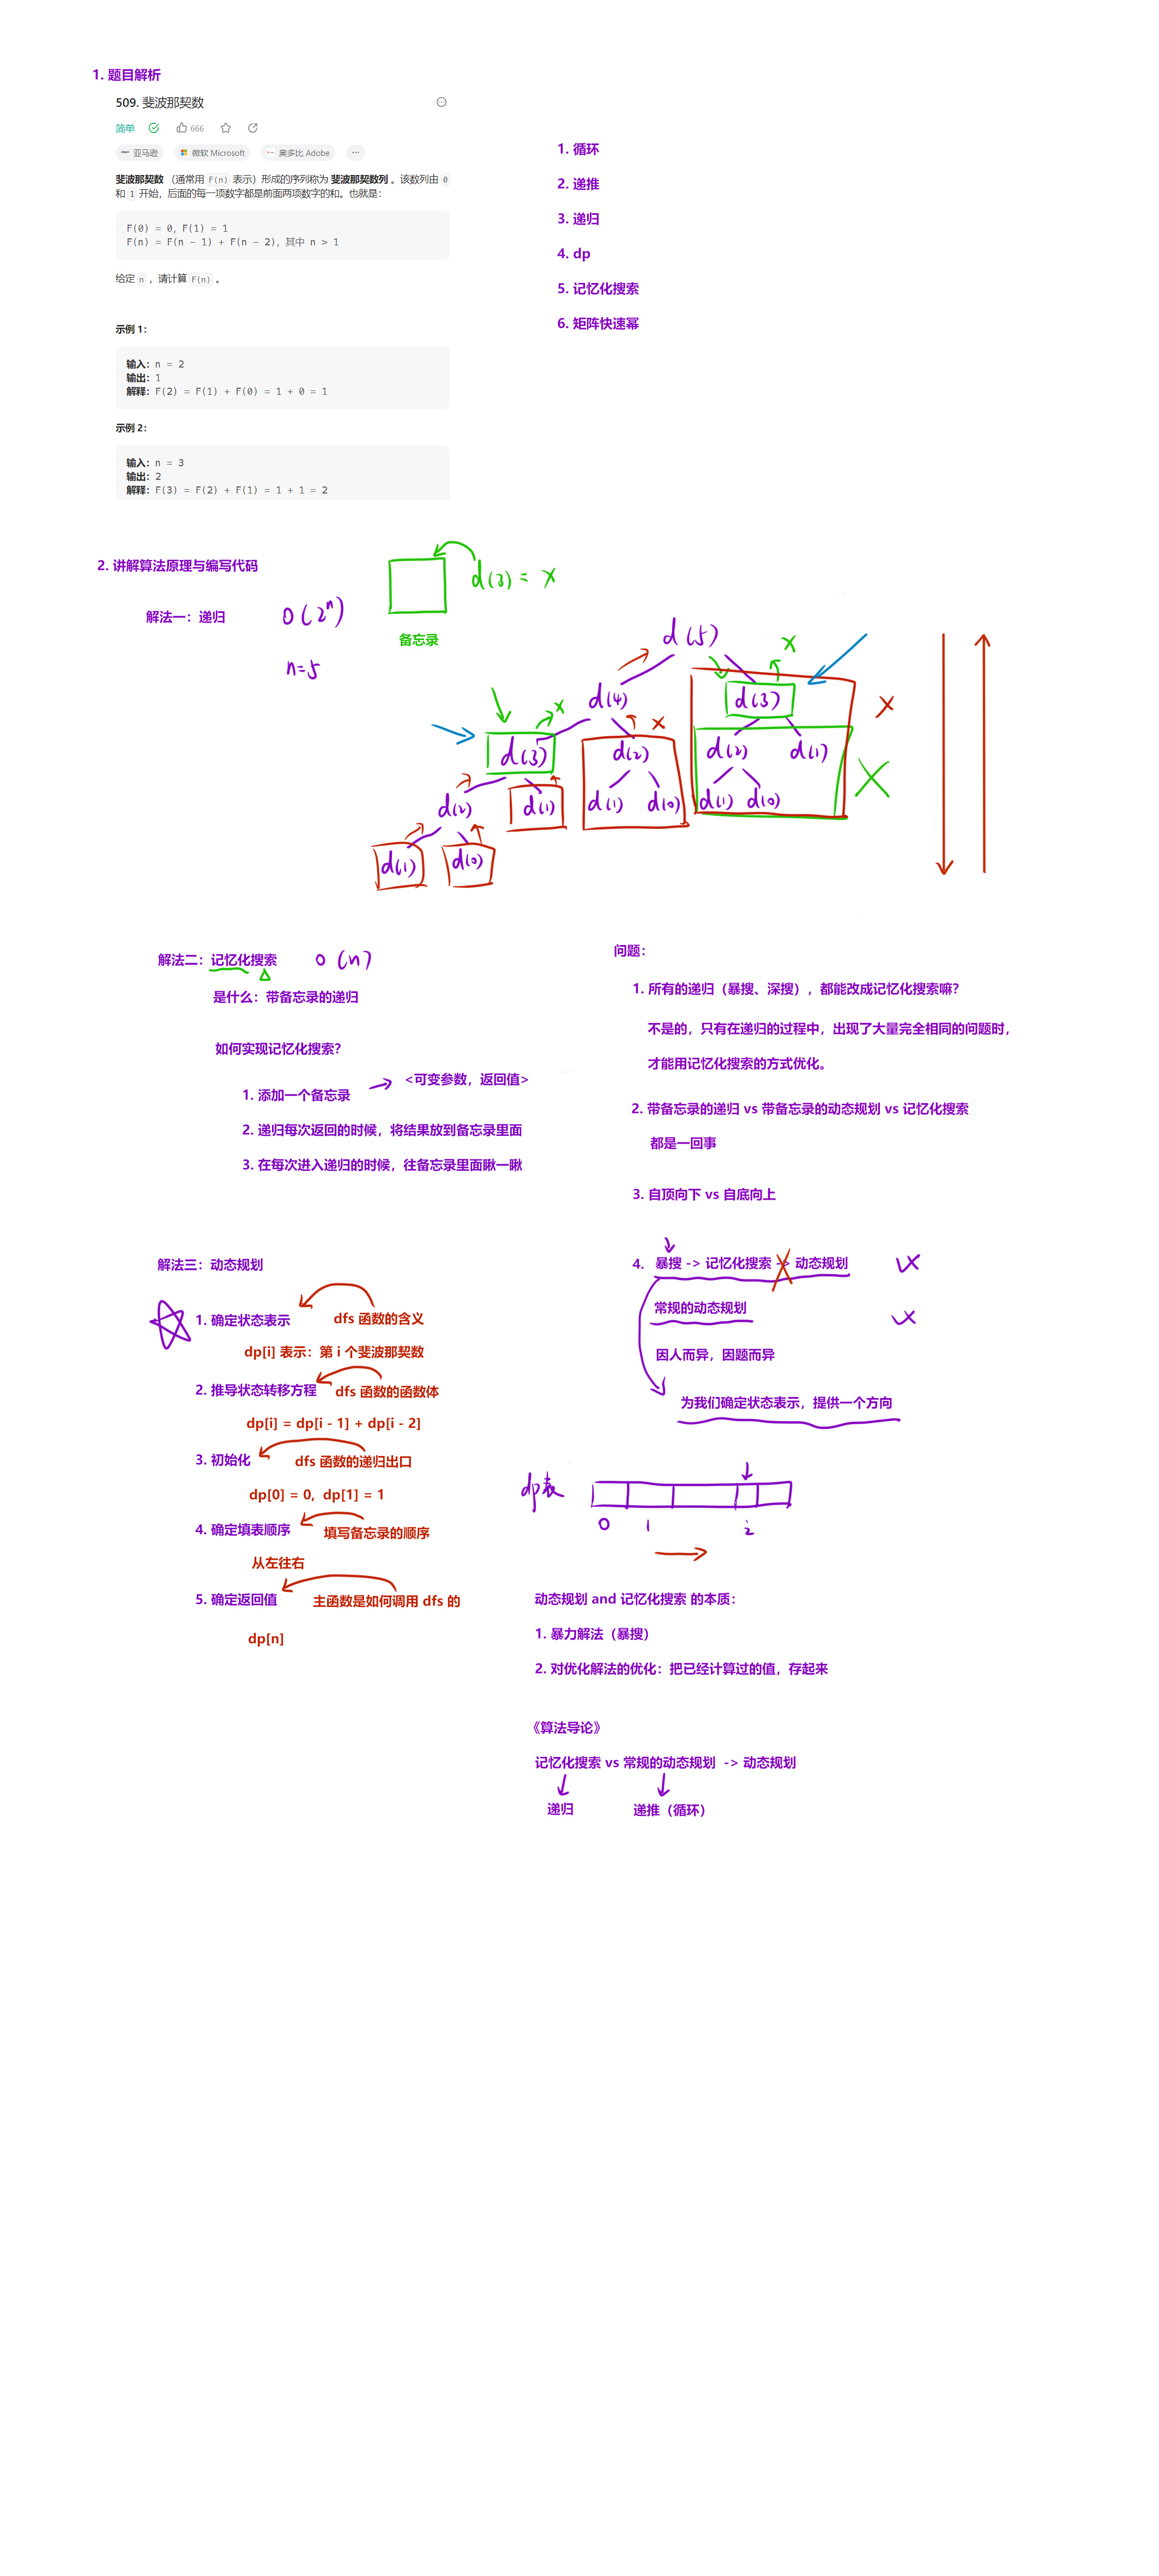 1. 题目解析
509. 斐波那契数
简单 666
亚马逊 微软 Microsoft 奥多比 Adobe ...
斐波那契数 （通常用 F(n) 表示）形成的序列称为 斐波那契数列 。该数列由 0
和 1 开始，后面的每一项数字都是前面两项数字的和。也就是：
F(0) = 0, F(1) = 1
F(n) = F(n - 1) + F(n - 2)，其中 n > 1
给定 n ，请计算 F(n) 。
示例 1：
输入：n = 2
输出：1
解释：F(2) = F(1) + F(0) = 1 + 0 = 1
示例 2：
输入：n = 3
输出：2
解释：F(3) = F(2) + F(1) = 1 + 1 = 2
1. 循环
2. 递推
3. 递归
4. dp
5. 记忆化搜索
6. 矩阵快速幂
2. 讲解算法原理与编写代码
解法一：递归
O(2^n)
n=5
d(3) = x
备忘录
d(5)
x
d(4) d(3)
x x x
d(3) d(2) d(2) d(1)
d(2) d(1) d(1) d(0) d(1) d(0)
d(1) d(0)
解法二：记忆化搜索 O(n)
是什么：带备忘录的递归
如何实现记忆化搜索？
1. 添加一个备忘录 <可变参数，返回值>
2. 递归每次返回的时候，将结果放到备忘录里面
3. 在每次进入递归的时候，往备忘录里面瞅一瞅
问题：
1. 所有的递归（暴搜、深搜），都能改成记忆化搜索嘛？
不是的，只有在递归的过程中，出现了大量完全相同的问题时，
才能用记忆化搜索的方式优化。
2. 带备忘录的递归 vs 带备忘录的动态规划 vs 记忆化搜索
都是一回事
3. 自顶向下 vs 自底向上
4. 暴搜 -> 记忆化搜索 -> 动态规划
常规的动态规划
因人而异，因题而异
为我们确定状态表示，提供一个方向
解法三：动态规划
1. 确定状态表示 dfs 函数的含义
dp[i] 表示：第 i 个斐波那契数
2. 推导状态转移方程 dfs 函数的函数体
dp[i] = dp[i - 1] + dp[i - 2]
3. 初始化 dfs 函数的递归出口
dp[0] = 0, dp[1] = 1
4. 确定填表顺序 填写备忘录的顺序
从左往右
5. 确定返回值 主函数是如何调用 dfs 的
dp[n]
dp表
0 1 i
动态规划 and 记忆化搜索 的本质：
1. 暴力解法（暴搜）
2. 对优化解法的优化：把已经计算过的值，存起来
《算法导论》
记忆化搜索 vs 常规的动态规划 -> 动态规划
递归 递推（循环）